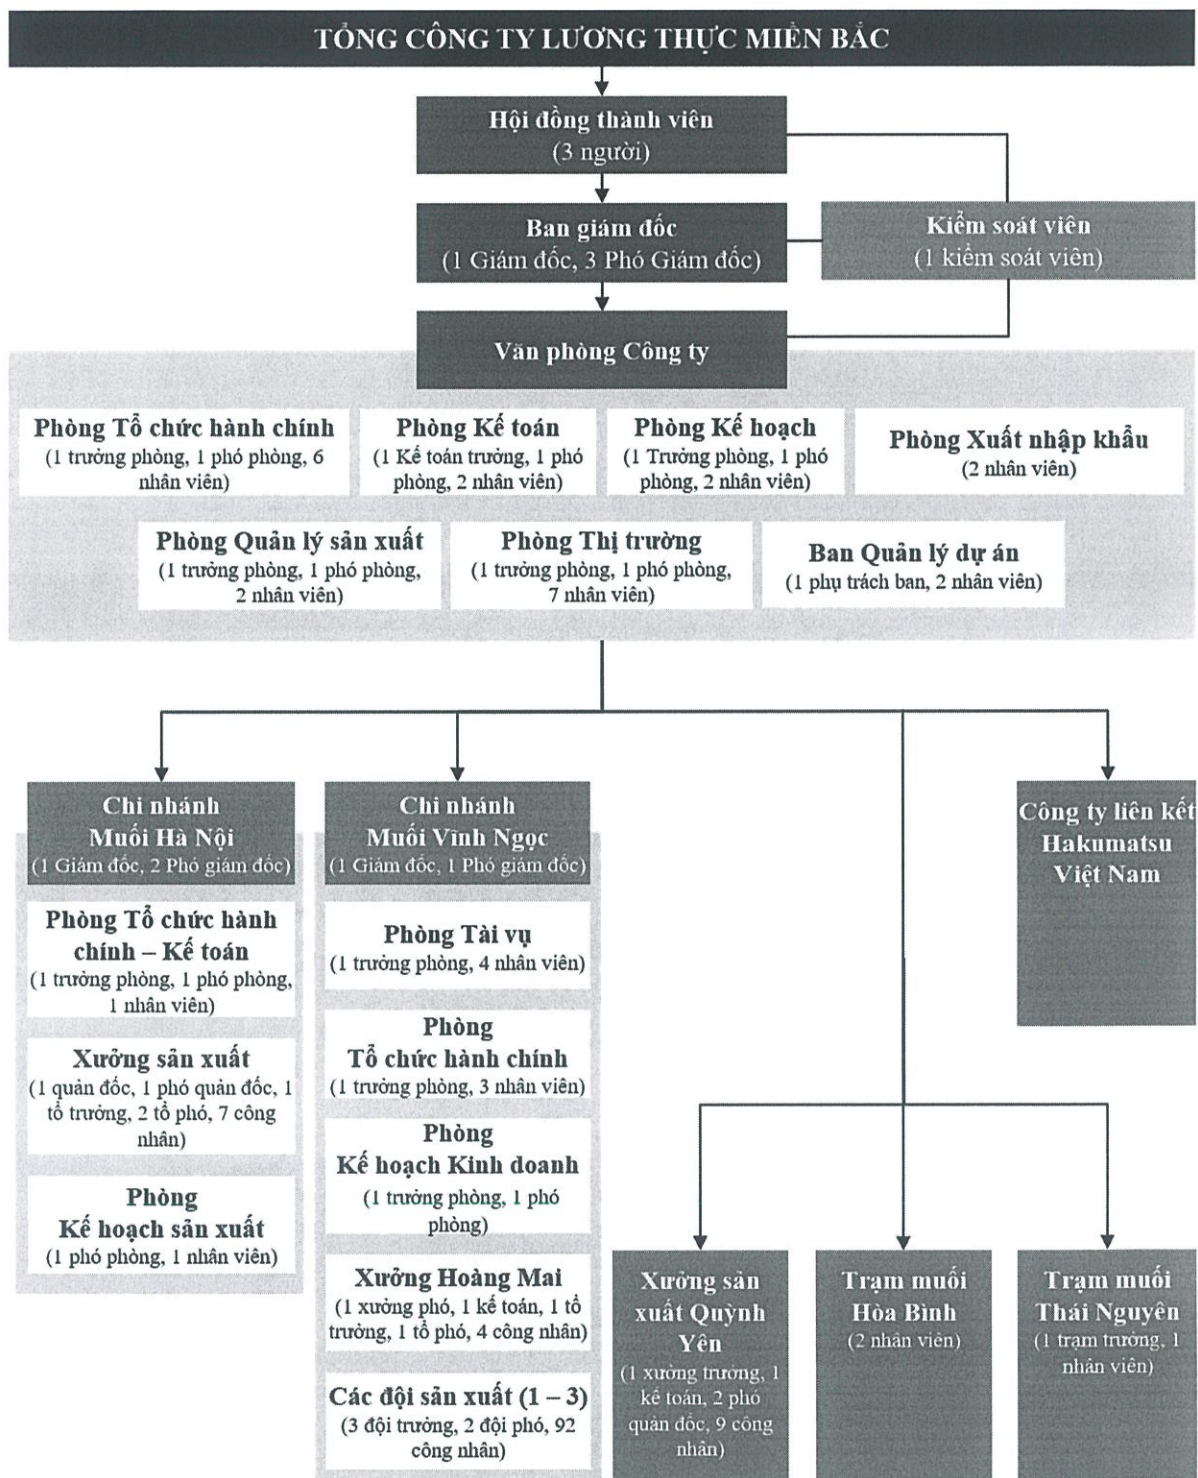 TỔNG CÔNG TY LƯƠNG THỰC MIỀN BẮC
Hội đồng thành viên
(3 người)
Ban giám đốc
(1 Giám đốc, 3 Phó Giám đốc)
Kiểm soát viên
(1 kiểm soát viên)
Văn phòng Công ty
Phòng Tổ chức hành chính
(1 trưởng phòng, 1 phó phòng, 6
nhân viên)
Phòng Kế toán
(1 Kế toán trưởng, 1 phó
phòng, 2 nhân viên)
Phòng Kế hoạch
(1 Trưởng phòng, 1 phó
phòng, 2 nhân viên)
Phòng Xuất nhập khẩu
(2 nhân viên)
Phòng Quản lý sản xuất
(1 trưởng phòng, 1 phó phòng,
2 nhân viên)
Phòng Thị trường
(1 trưởng phòng, 1 phó phòng,
7 nhân viên)
Ban Quản lý dự án
(1 phụ trách ban, 2 nhân viên)
Chi nhánh
Muối Hà Nội
(1 Giám đốc, 2 Phó giám đốc)
Phòng Tổ chức hành
chính – Kế toán
(1 trưởng phòng, 1 phó phòng,
1 nhân viên)
Xưởng sản xuất
(1 quản đốc, 1 phó quản đốc, 1
tổ trưởng, 2 tổ phó, 7 công
nhân)
Phòng
Kế hoạch sản xuất
(1 phó phòng, 1 nhân viên)
Chi nhánh
Muối Vĩnh Ngọc
(1 Giám đốc, 1 Phó giám đốc)
Phòng Tài vụ
(1 trưởng phòng, 4 nhân viên)
Phòng
Tổ chức hành chính
(1 trưởng phòng, 3 nhân viên)
Phòng
Kế hoạch Kinh doanh
(1 trưởng phòng, 1 phó
phòng)
Xưởng Hoàng Mai
(1 xưởng phó, 1 kế toán, 1 tổ
trưởng, 1 tổ phó, 4 công nhân)
Các đội sản xuất (1 – 3)
(3 đội trưởng, 2 đội phó, 92
công nhân)
Công ty liên kết
Hakumatsu
Việt Nam
Xưởng sản
xuất Quỳnh
Yên
(1 xưởng trưởng, 1
kế toán, 2 phó
quản đốc, 9 công
nhân)
Trạm muối
Hòa Bình
(2 nhân viên)
Trạm muối
Thái Nguyên
(1 trạm trưởng, 1
nhân viên)